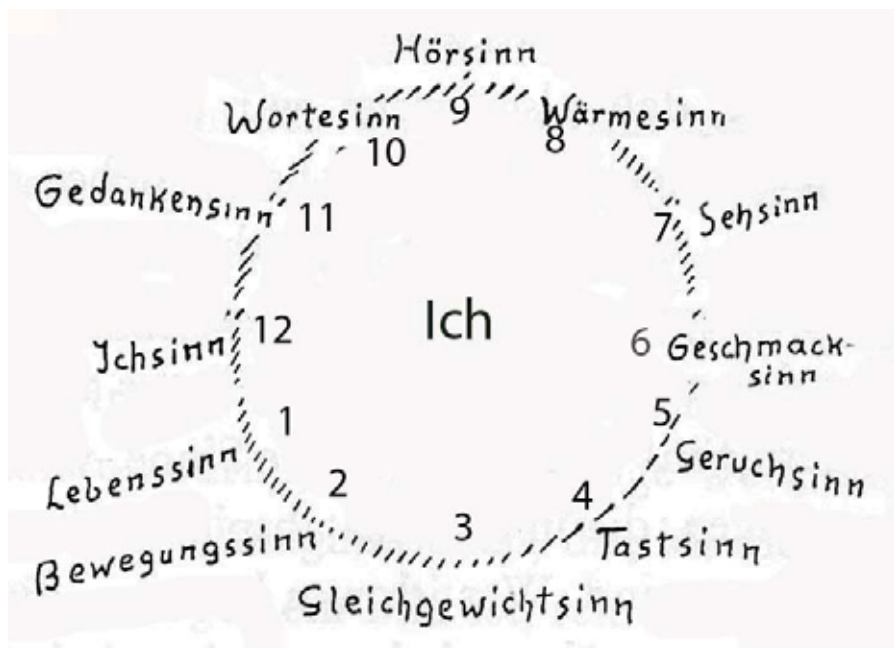 Hörsinn
9
Wortesinn
10
Wärmesinn
8
Gedankensinn
11
7
Sehsinn
Ich
Ichsinn
12
6
Geschmack-
sinn
1
5
Lebenssinn
Geruchsinn
2
4
Bewegungssinn
3
Tastsinn
Gleichgewichtsinn